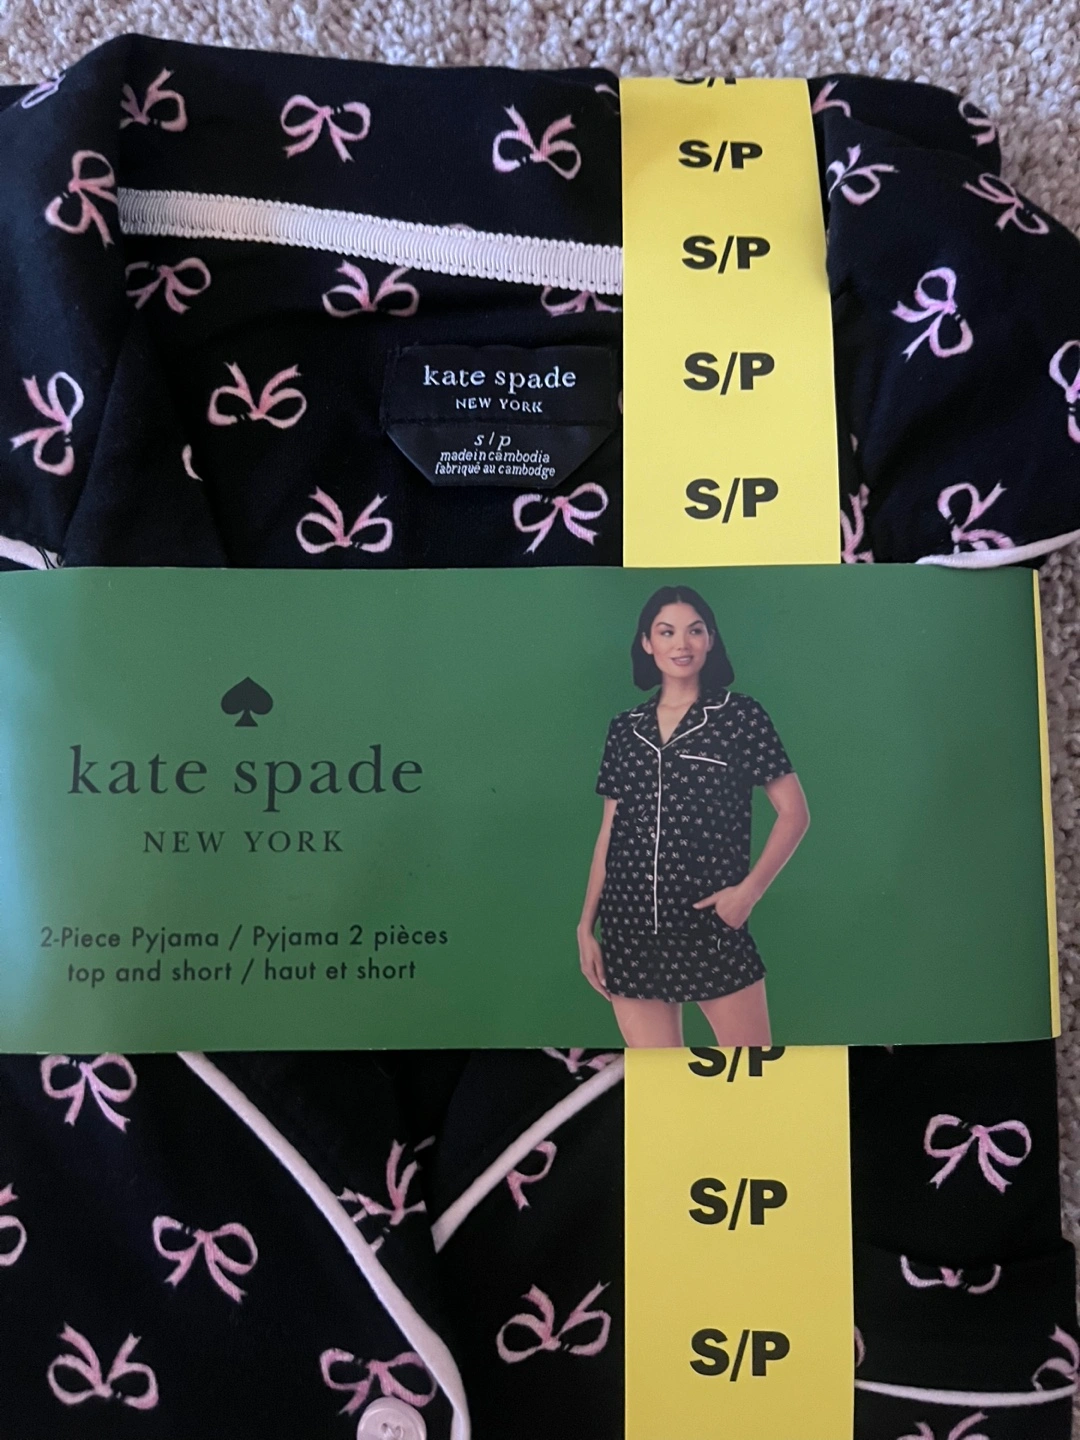 S/P
S/P
S/P
S/P
S/P
kate spade
NEW YORK
s/p
made in cambodia
fabriqué au cambodge
kate spade
NEW YORK
2-Piece Pyjama / Pyjama 2 pièces
top and short / haut et short
S/P
S/P
S/P